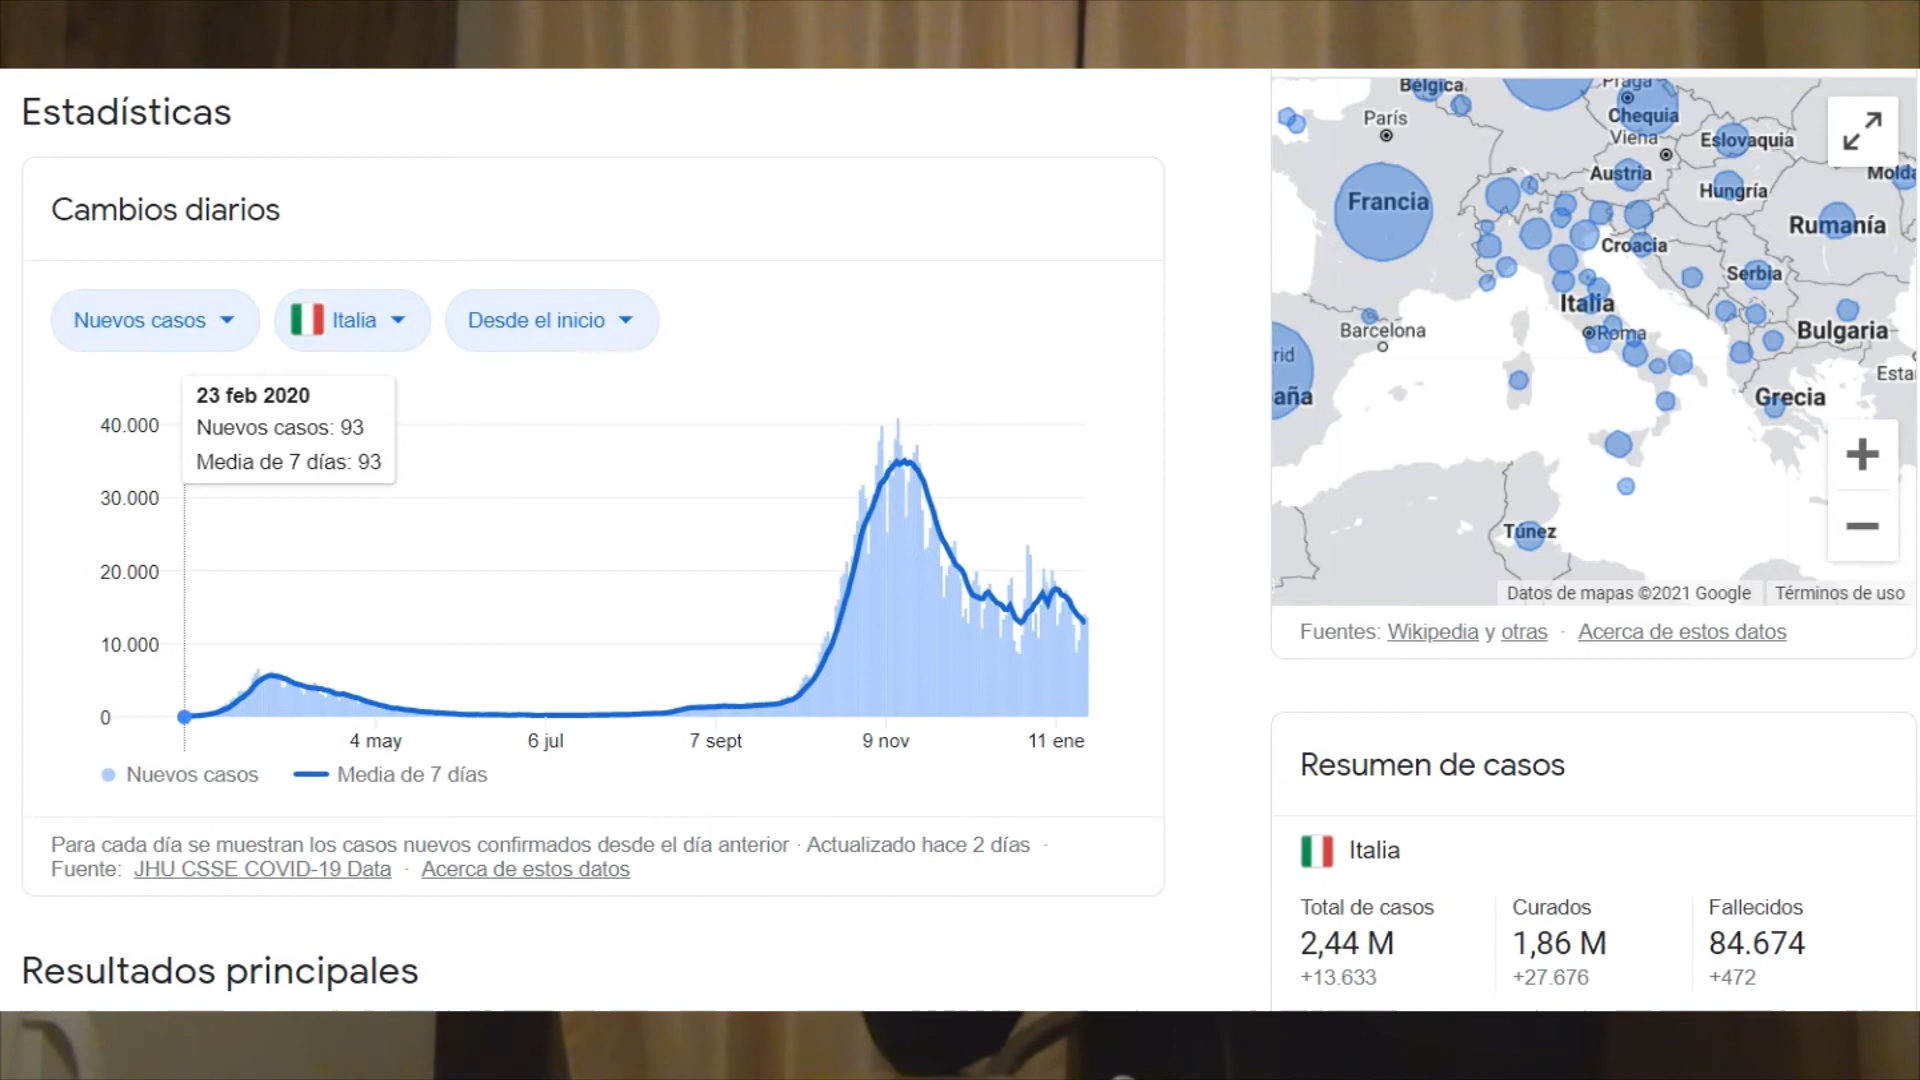 Estadísticas
Cambios diarios
Nuevos casos
Italia
Desde el inicio
23 feb 2020
Nuevos casos: 93
Media de 7 días: 93
40.000
30.000
20.000
10.000
0
4 may
6 jul
7 sept
9 nov
11 ene
Nuevos casos
Media de 7 días
Para cada día se muestran los casos nuevos confirmados desde el día anterior · Actualizado hace 2 días ·
Fuente: JHU CSSE COVID-19 Data · Acerca de estos datos
Resultados principales
Bélgica
Praga
París
Chequia
Viena
Eslovaquia
Austria
Molda
Hungría
Francia
Rumanía
Croacia
Serbia
Italia
Barcelona
Roma
Bulgaria
rid
Esta
aña
Grecia
Túnez
Datos de mapas ©2021 Google
Términos de uso
Fuentes: Wikipedia y otras · Acerca de estos datos
Resumen de casos
Italia
Total de casos
2,44 M
+13.633
Curados
1,86 M
+27.676
Fallecidos
84.674
+472